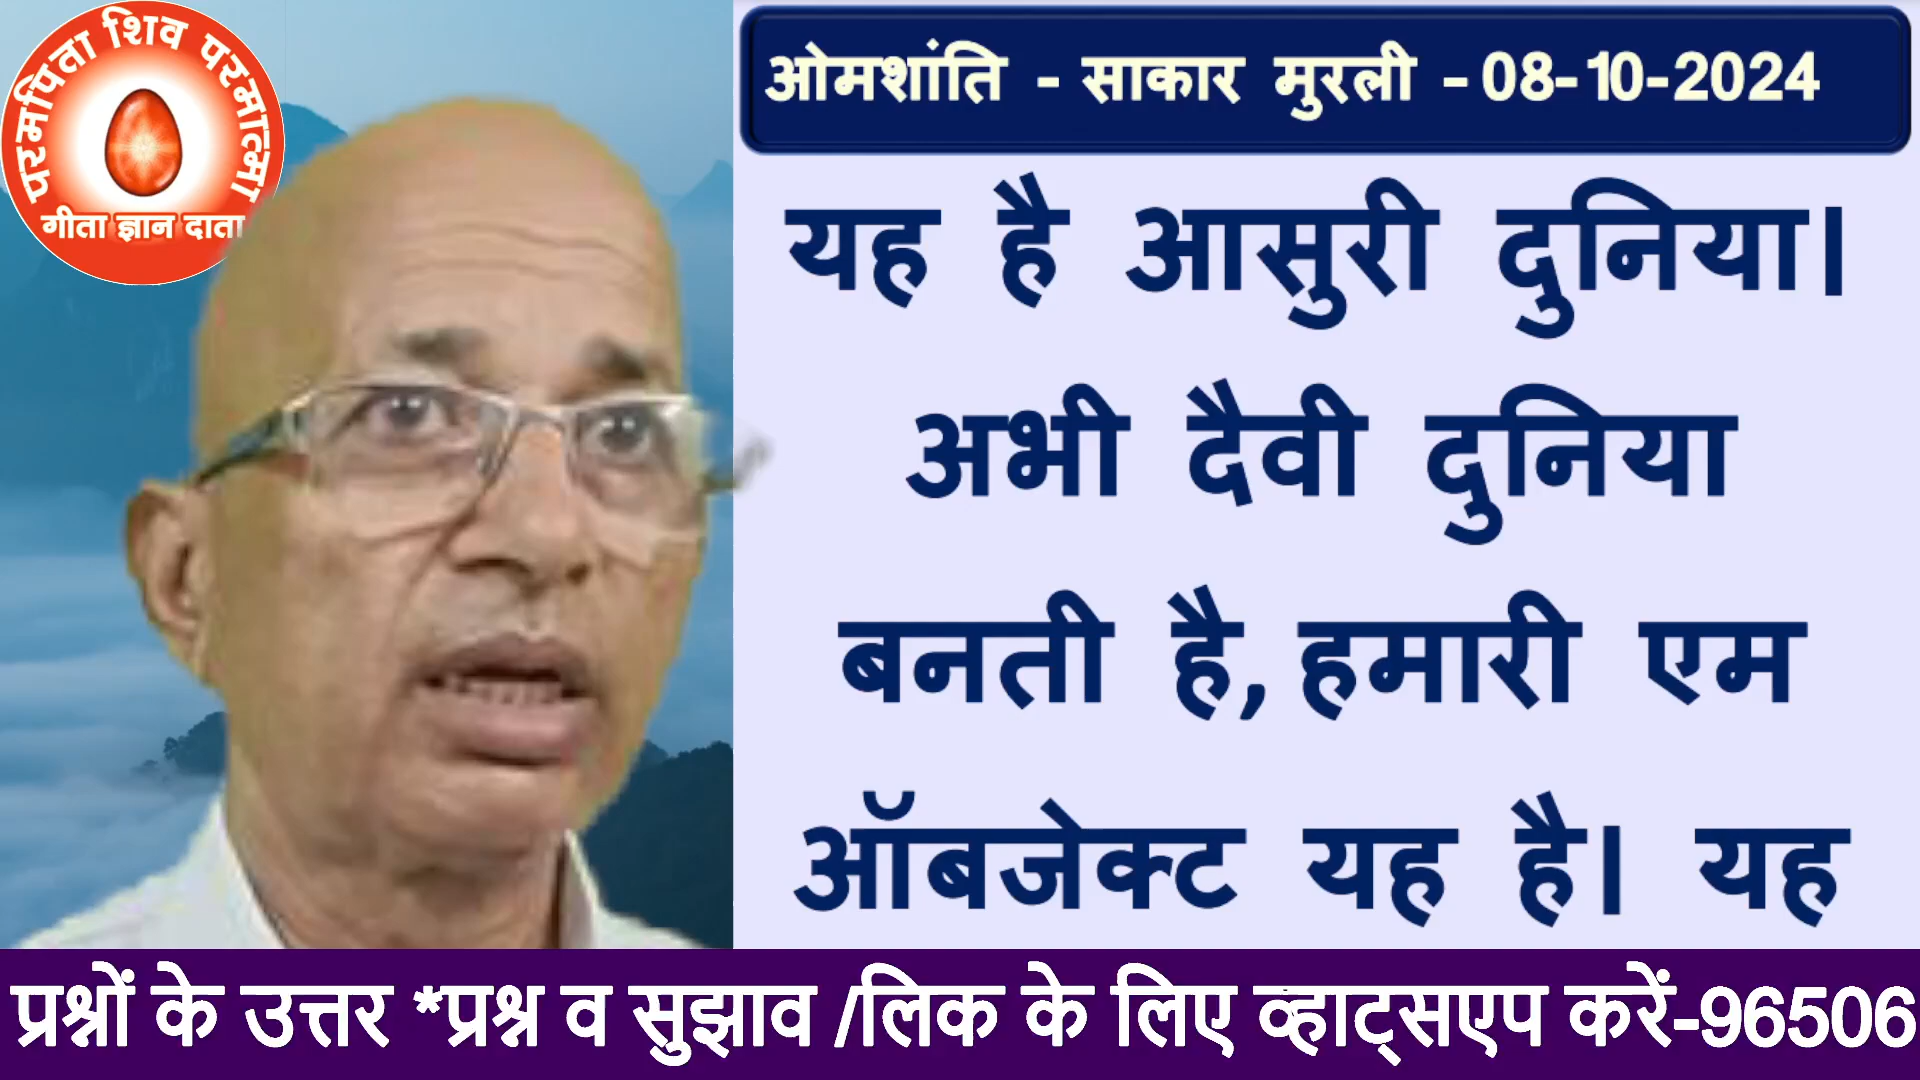 परमपिता शिव परमात्मा
गीता ज्ञान दाता
ओमशांति - साकार मुरली - 08-10-2024
यह है आसुरी दुनिया।
अभी दैवी दुनिया
बनती है, हमारी एम
ऑबजेक्ट यह है। यह
प्रश्नों के उत्तर *प्रश्न व सुझाव /लिक के लिए व्हाट्सएप करें-96506